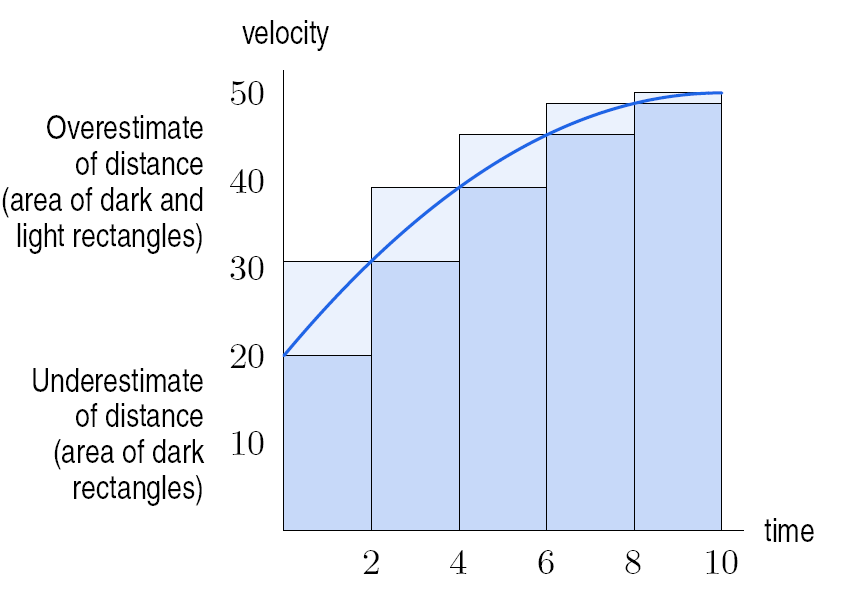 velocity
50
Overestimate
of distance
(area of dark and
light rectangles)
40
30
20
Underestimate
of distance
(area of dark
rectangles)
10
time
2 4 6 8 10